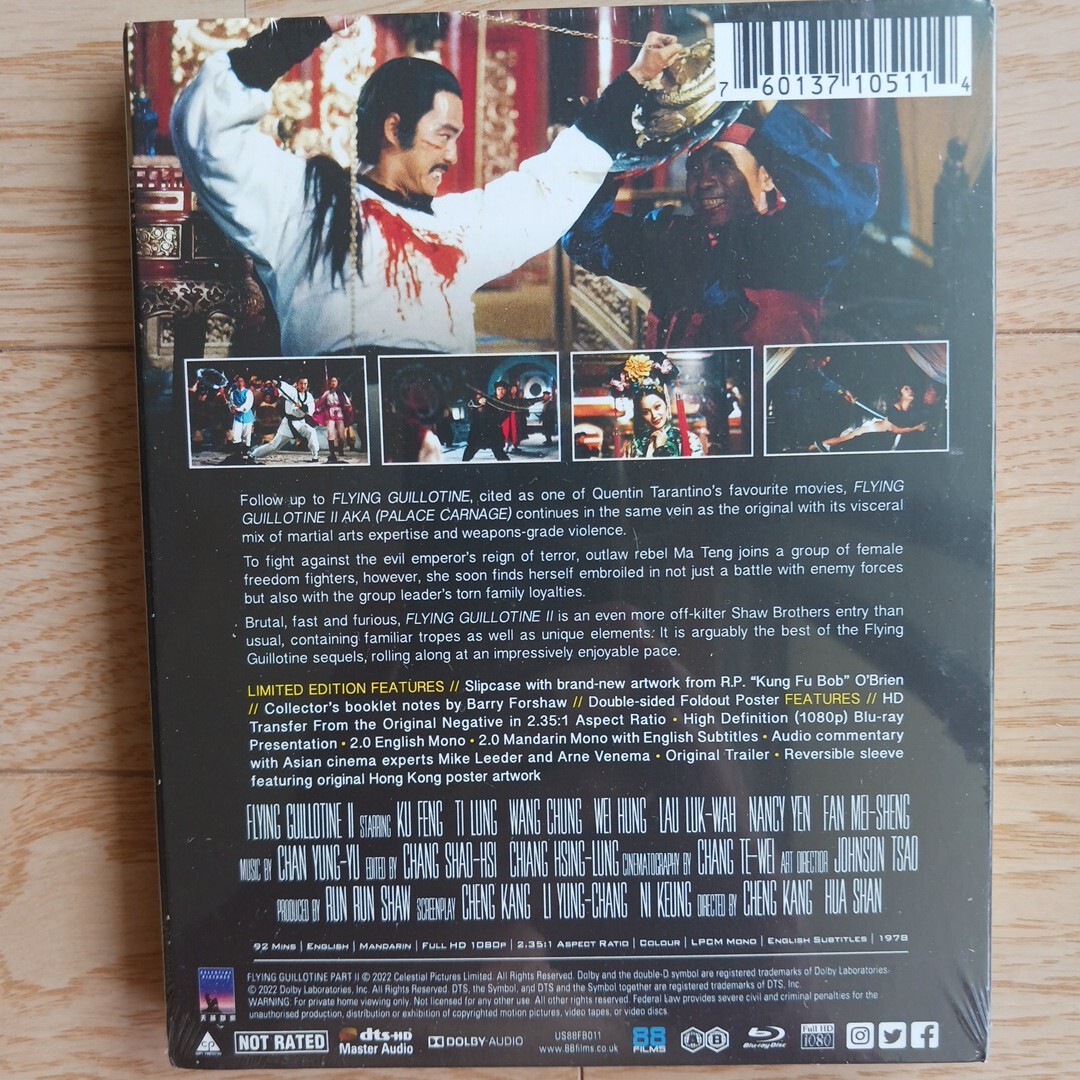 7 60137 10511 4
Follow up to FLYING GUILLOTINE, cited as one of Quentin Tarantino's favourite movies, FLYING
GUILLOTINE II AKA (PALACE CARNAGE) continues in the same vein as the original with its visceral
mix of martial arts expertise and weapons-grade violence.
To fight against the evil emperor's reign of terror, outlaw rebel Ma Teng joins a group of female
freedom fighters, however, she soon finds herself embroiled in not just a battle with enemy forces
but also with the group leader's torn family loyalties.
Brutal, fast and furious, FLYING GUILLOTINE II is an even more off-kilter Shaw Brothers entry than
usual, containing familiar tropes as well as unique elements. It is arguably the best of the Flying
Guillotine sequels, rolling along at an impressively enjoyable pace.
LIMITED EDITION FEATURES // Slipcase with brand-new artwork from R.P. “Kung Fu Bob” O'Brien
// Collector's booklet notes by Barry Forshaw // Double-sided Foldout Poster FEATURES // HD
Transfer From the Original Negative in 2.35:1 Aspect Ratio • High Definition (1080p) Blu-ray
Presentation • 2.0 English Mono • 2.0 Mandarin Mono with English Subtitles • Audio commentary
with Asian cinema experts Mike Leeder and Arne Venema • Original Trailer • Reversible sleeve
featuring original Hong Kong poster artwork
FLYING GUILLOTINE II STARRING KU FENG TI LUNG WANG CHUNG WEI HUNG LAU LUK-WAH NANCY YEN FAN MEI-SHENG
MUSIC BY CHAN YUNG-YU EDITED BY CHANG SHAO-HSI CHIANG HSING-LUNG CINEMATOGRAPHY BY CHANG TE-WEI ART DIRECTOR JOHNSON TSAO
PRODUCED BY RUN RUN SHAW SCREENPLAY CHENG KANG LI YUNG-CHANG NI KEUNG DIRECTED BY CHENG KANG HUA SHAN
92 MINS | ENGLISH | MANDARIN | FULL HD 1080P | 2.35:1 ASPECT RATIO | COLOUR | LPCM MONO | ENGLISH SUBTITLES | 1978
CELESTIAL PICTURES
天映娛樂
FLYING GUILLOTINE PART II © 2022 Celestial Pictures Limited. All Rights Reserved. Dolby and the double-D symbol are registered trademarks of Dolby Laboratories.
© 2022 Dolby Laboratories, Inc. All Rights Reserved. DTS, the Symbol, and DTS and the Symbol together are registered trademarks of DTS, Inc.
WARNING: For private home viewing only. Not licensed for any other use. All other rights reserved. Federal Law provides severe civil and criminal penalties for the
unauthorised production, distribution or exhibition of copyrighted motion pictures, video tapes, or video discs.
NOT RATED
dts-HD
Master Audio
DOLBY AUDIO
US88FB011
www.88films.co.uk
88
FILMS
A B
Blu-ray Disc
Full HD
1080